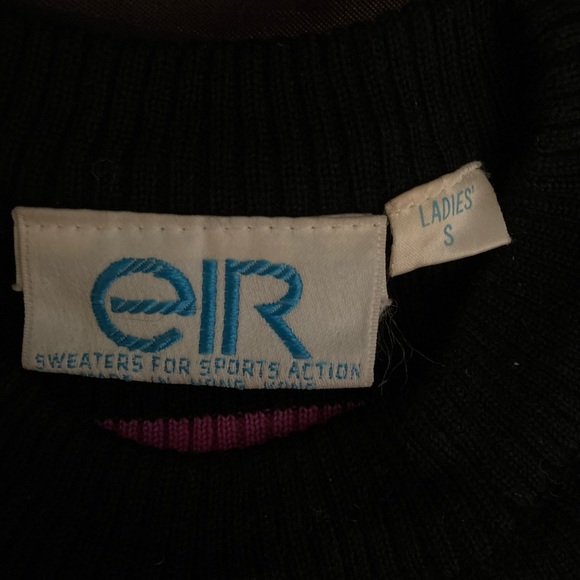 eIR
SWEATERS FOR SPORTS ACTION
MADE IN HONG KONG
LADIES'
S